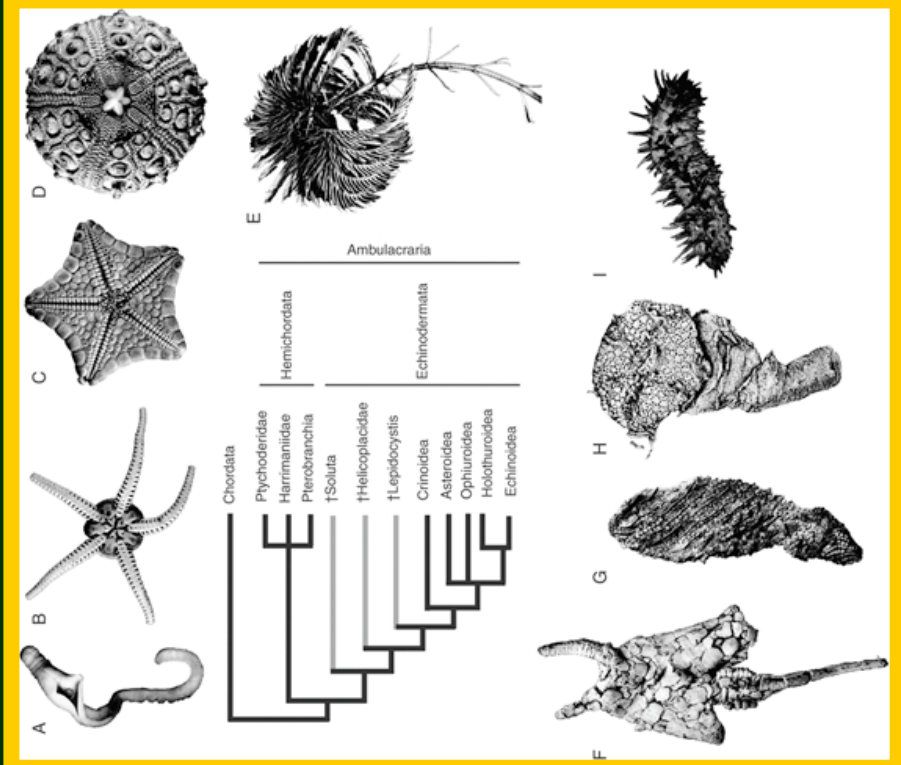 A
B
C
D
E
F
G
H
I
Chordata
Ptychoderidae
Harrimaniidae
Pterobranchia
†Soluta
†Helicoplacidae
†Lepidocystis
Crinoidea
Asteroidea
Ophiuroidea
Holothuroidea
Echinoidea
Hemichordata
Echinodermata
Ambulacraria